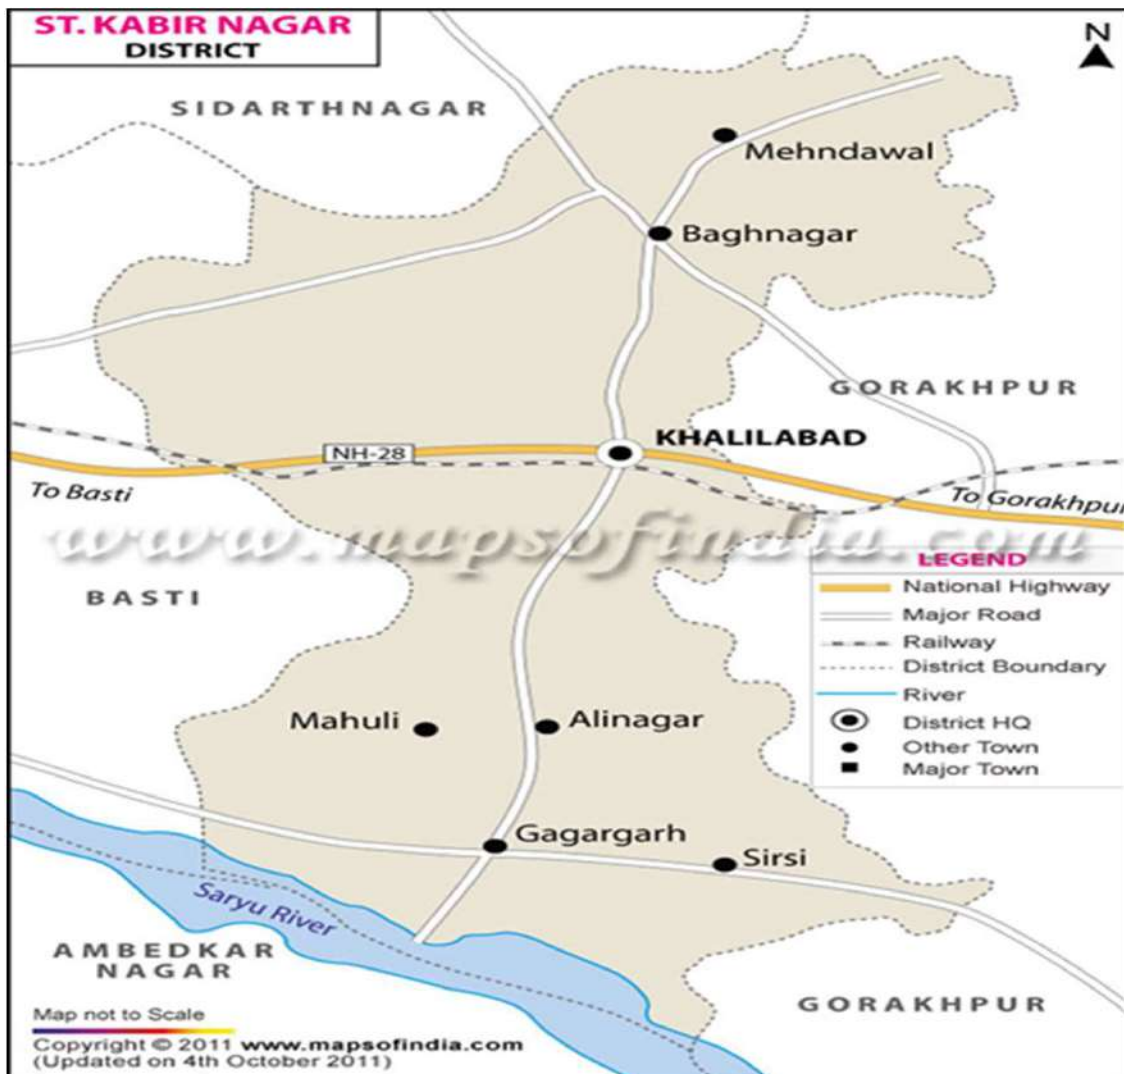 ST. KABIR NAGAR
DISTRICT
N
SIDARTHNAGAR
Mehndawal
Baghnagar
GORAKHPUR
KHALILABAD
NH-28
To Basti
To Gorakhpur
www.mapsofindia.com
LEGEND
National Highway
Major Road
Railway
District Boundary
River
District HQ
Other Town
Major Town
BASTI
Mahuli
Alinagar
Gagargarh
Sirsi
Saryu River
AMBEDKAR
NAGAR
GORAKHPUR
Map not to Scale
Copyright © 2011 www.mapsofindia.com
(Updated on 4th October 2011)